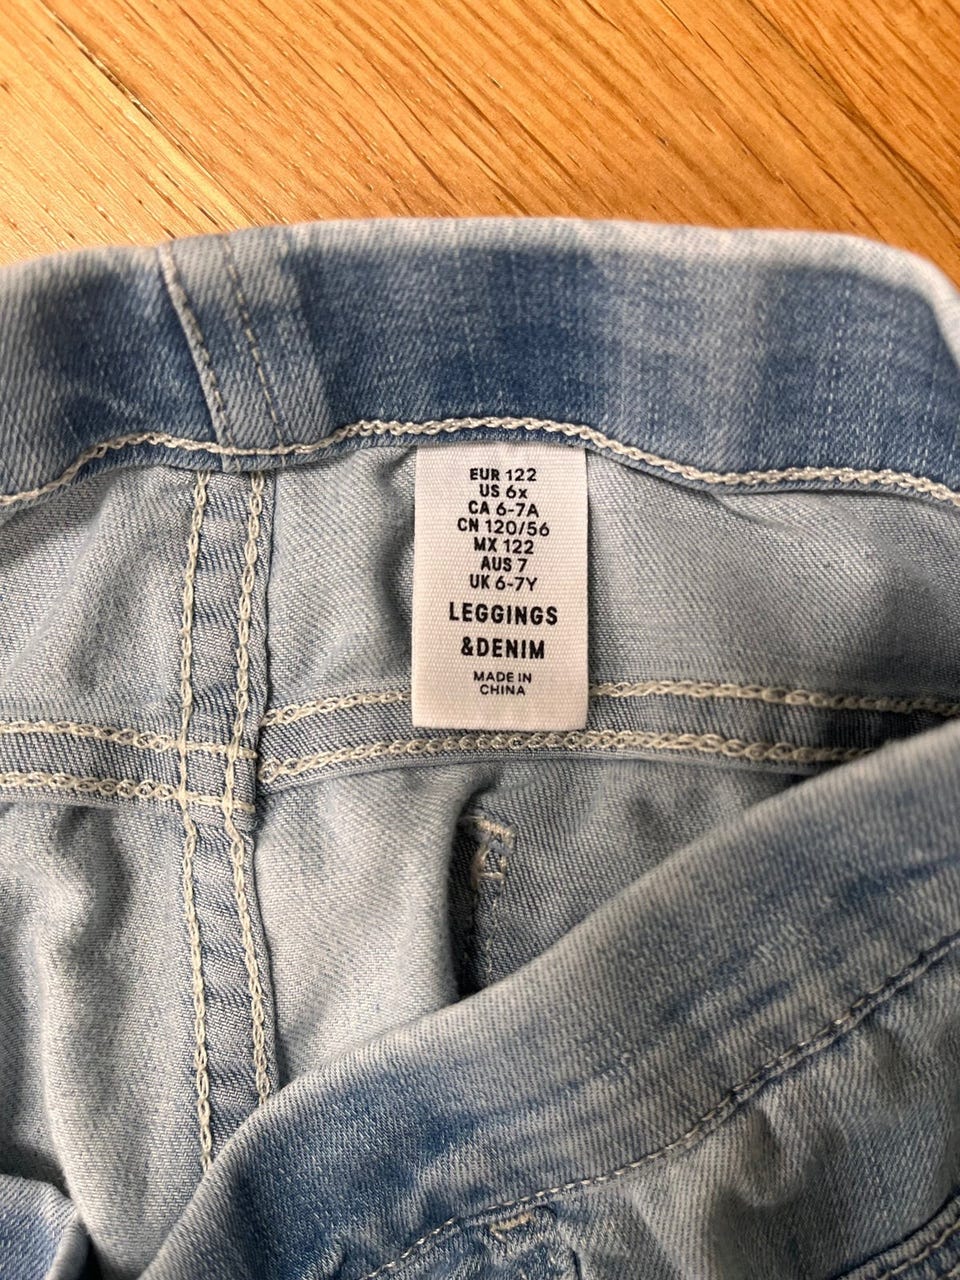 EUR 122
US 6x
CA 6-7A
CN 120/56
MX 122
AUS 7
UK 6-7Y
LEGGINGS
&DENIM
MADE IN
CHINA